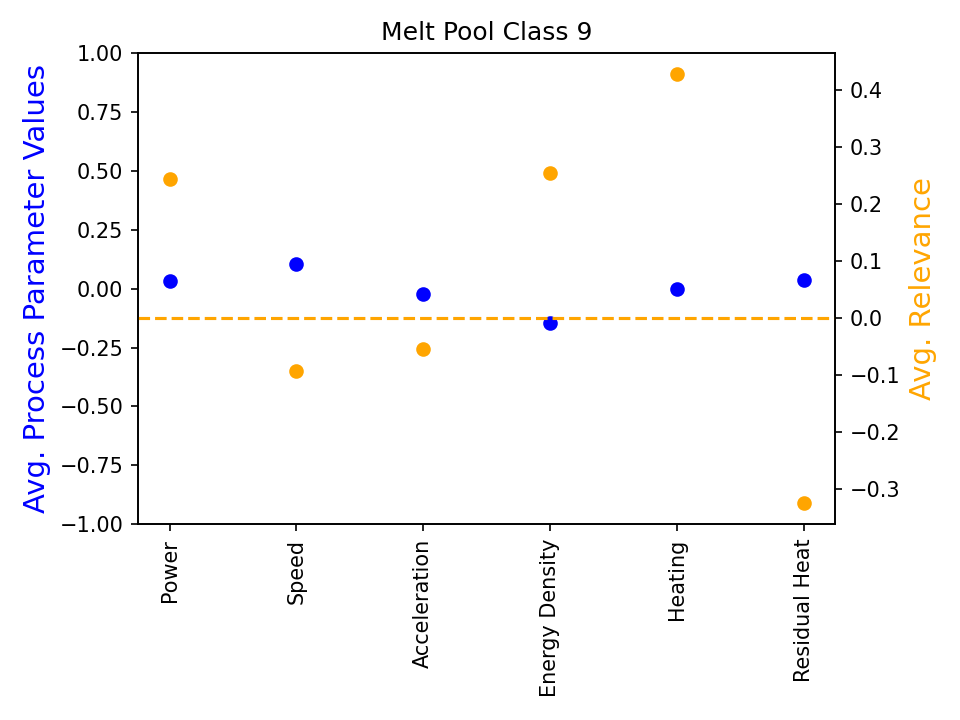 Melt Pool Class 9
Avg. Process Parameter Values
1.00
0.75
0.50
0.25
0.00
−0.25
−0.50
−0.75
−1.00
0.4
0.3
0.2
0.1
0.0
−0.1
−0.2
−0.3
Avg. Relevance
Power
Speed
Acceleration
Energy Density
Heating
Residual Heat